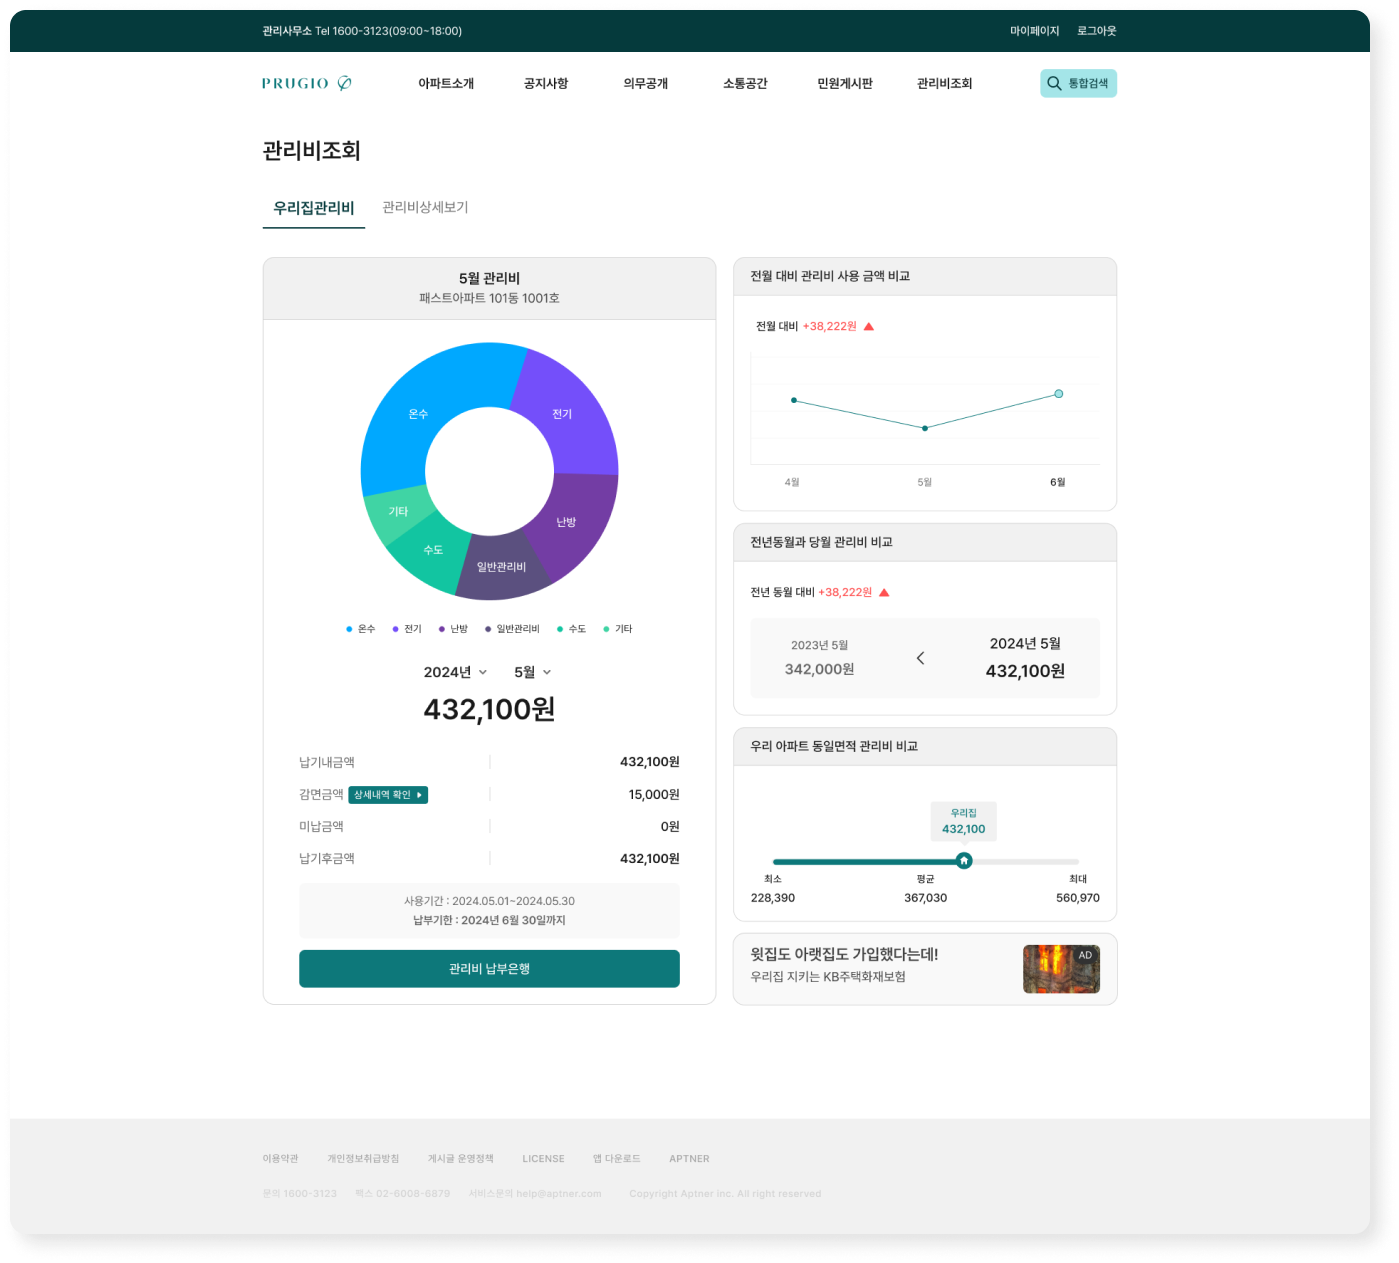 관리사무소 Tel 1600-3123(09:00~18:00)
마이페이지 로그아웃
PRUGIO
아파트소개 공지사항 의무공개 소통공간 민원게시판 관리비조회
통합검색
관리비조회
우리집관리비 관리비상세보기
5월 관리비
패스트아파트 101동 1001호
온수
전기
기타
난방
수도
일반관리비
온수 전기 난방 일반관리비 수도 기타
2024년 5월
432,100원
납기내금액 432,100원
감면금액 상세내역 확인 15,000원
미납금액 0원
납기후금액 432,100원
사용기간 : 2024.05.01~2024.05.30
납부기한 : 2024년 6월 30일까지
관리비 납부은행
전월 대비 관리비 사용 금액 비교
전월 대비 +38,222원
4월 5월 6월
전년동월과 당월 관리비 비교
전년 동월 대비 +38,222원
2023년 5월
342,000원
2024년 5월
432,100원
우리 아파트 동일면적 관리비 비교
우리집
432,100
최소 평균 최대
228,390 367,030 560,970
윗집도 아랫집도 가입했다는데!
우리집 지키는 KB주택화재보험
AD
이용약관 개인정보취급방침 게시글 운영정책 LICENSE 앱 다운로드 APTNER
문의 1600-3123 팩스 02-6008-6879 서비스문의 help@aptner.com Copyright Aptner inc. All right reserved